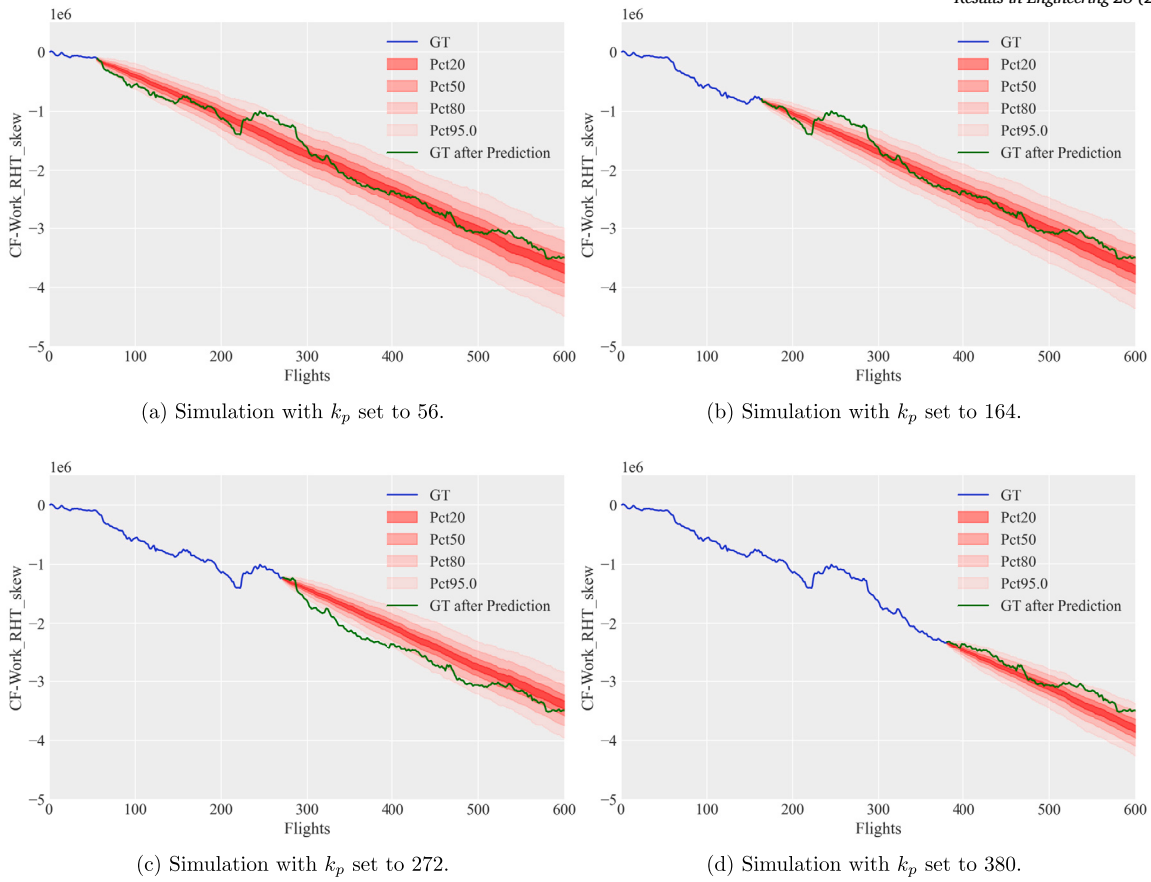 Results in Engineering 28 (2
1e6
0
−1
−2
−3
−4
−5
CF-Work_RHT_skew
GT
Pct20
Pct50
Pct80
Pct95.0
GT after Prediction
0 100 200 300 400 500 600
Flights
(a) Simulation with kp set to 56.
1e6
0
−1
−2
−3
−4
−5
CF-Work_RHT_skew
GT
Pct20
Pct50
Pct80
Pct95.0
GT after Prediction
0 100 200 300 400 500 600
Flights
(b) Simulation with kp set to 164.
1e6
0
−1
−2
−3
−4
−5
CF-Work_RHT_skew
GT
Pct20
Pct50
Pct80
Pct95.0
GT after Prediction
0 100 200 300 400 500 600
Flights
(c) Simulation with kp set to 272.
1e6
0
−1
−2
−3
−4
−5
CF-Work_RHT_skew
GT
Pct20
Pct50
Pct80
Pct95.0
GT after Prediction
0 100 200 300 400 500 600
Flights
(d) Simulation with kp set to 380.